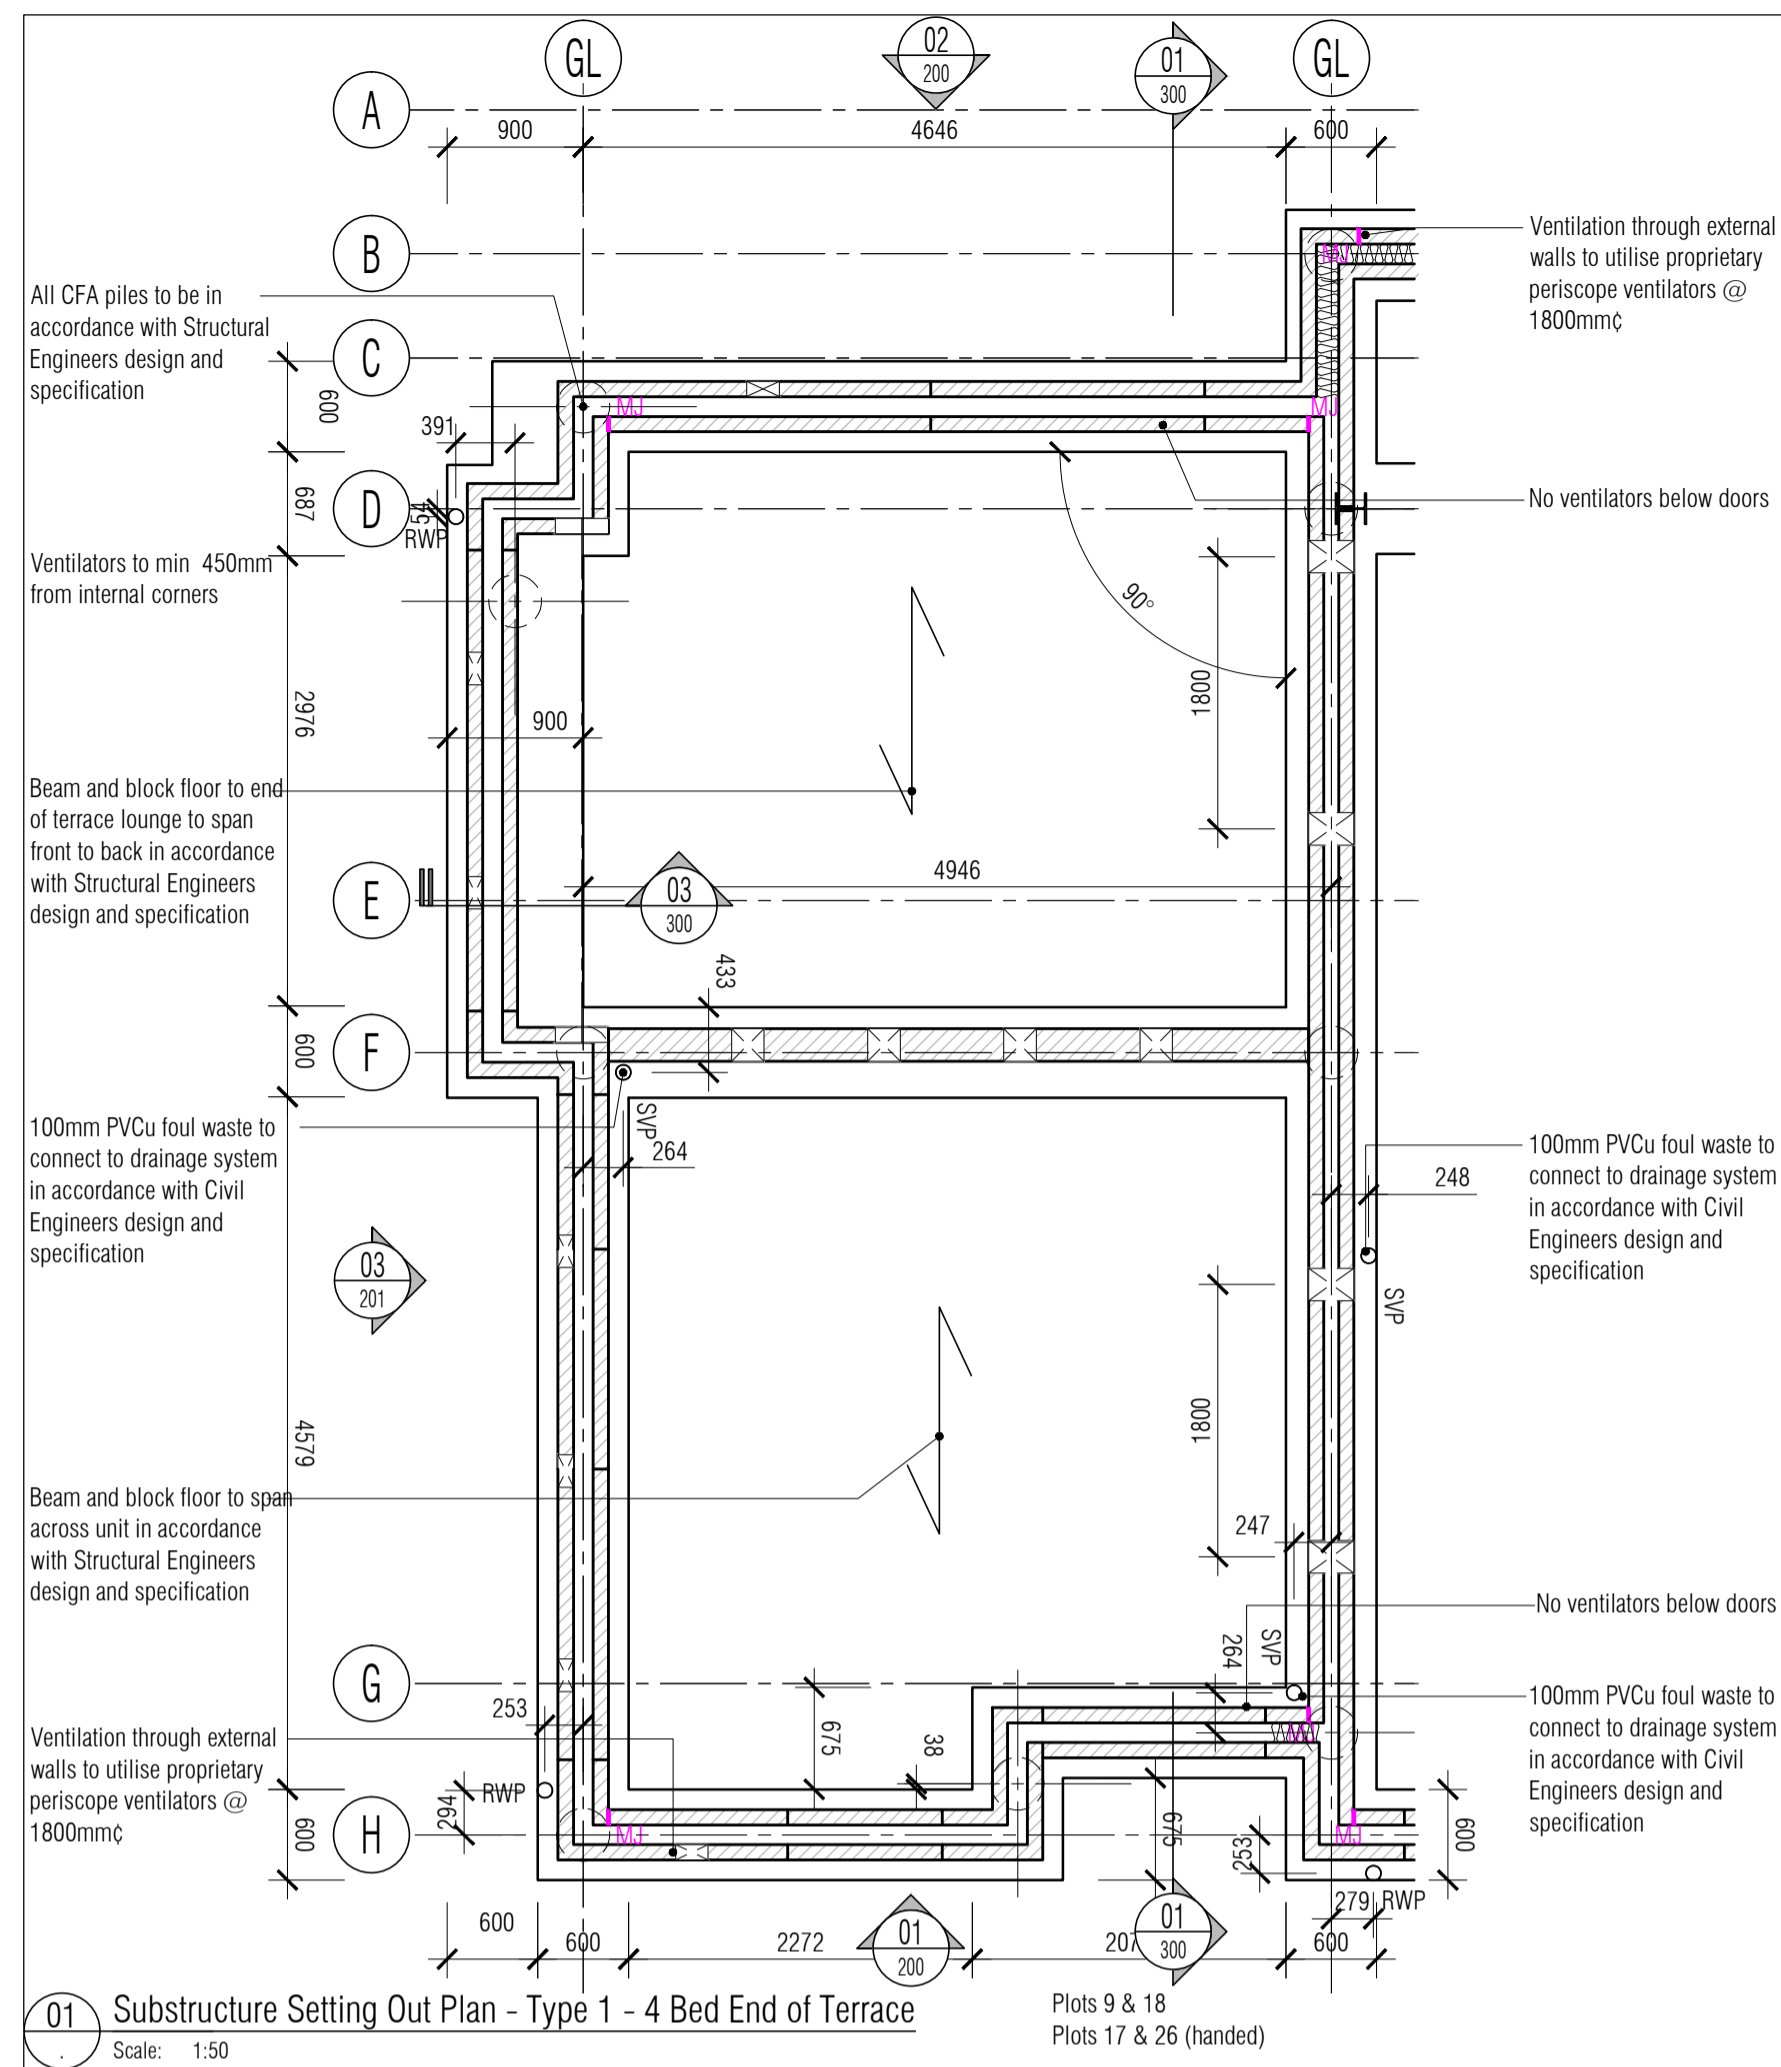 GL
02
200
01
300
GL
A
900
4646
600
B
Ventilation through external
walls to utilise proprietary
periscope ventilators @
1800mm¢
MJ
All CFA piles to be in
accordance with Structural
Engineers design and
specification
C
600
MJ
MJ
391
687
D
54
RWP
No ventilators below doors
Ventilators to min 450mm
from internal corners
90°
1800
2976
900
Beam and block floor to end
of terrace lounge to span
front to back in accordance
with Structural Engineers
design and specification
4946
E
03
300
433
600
F
100mm PVCu foul waste to
connect to drainage system
in accordance with Civil
Engineers design and
specification
SVP
264
248
100mm PVCu foul waste to
connect to drainage system
in accordance with Civil
Engineers design and
specification
SVP
03
201
1800
4579
Beam and block floor to span
across unit in accordance
with Structural Engineers
design and specification
247
No ventilators below doors
264
SVP
G
253
675
38
MJ
100mm PVCu foul waste to
connect to drainage system
in accordance with Civil
Engineers design and
specification
Ventilation through external
walls to utilise proprietary
periscope ventilators @
1800mm¢
RWP
294
600
H
MJ
675
253
MJ
600
279
RWP
600
600
2272
01
200
207
01
300
600
01
.
Substructure Setting Out Plan - Type 1 - 4 Bed End of Terrace
Scale: 1:50
Plots 9 & 18
Plots 17 & 26 (handed)